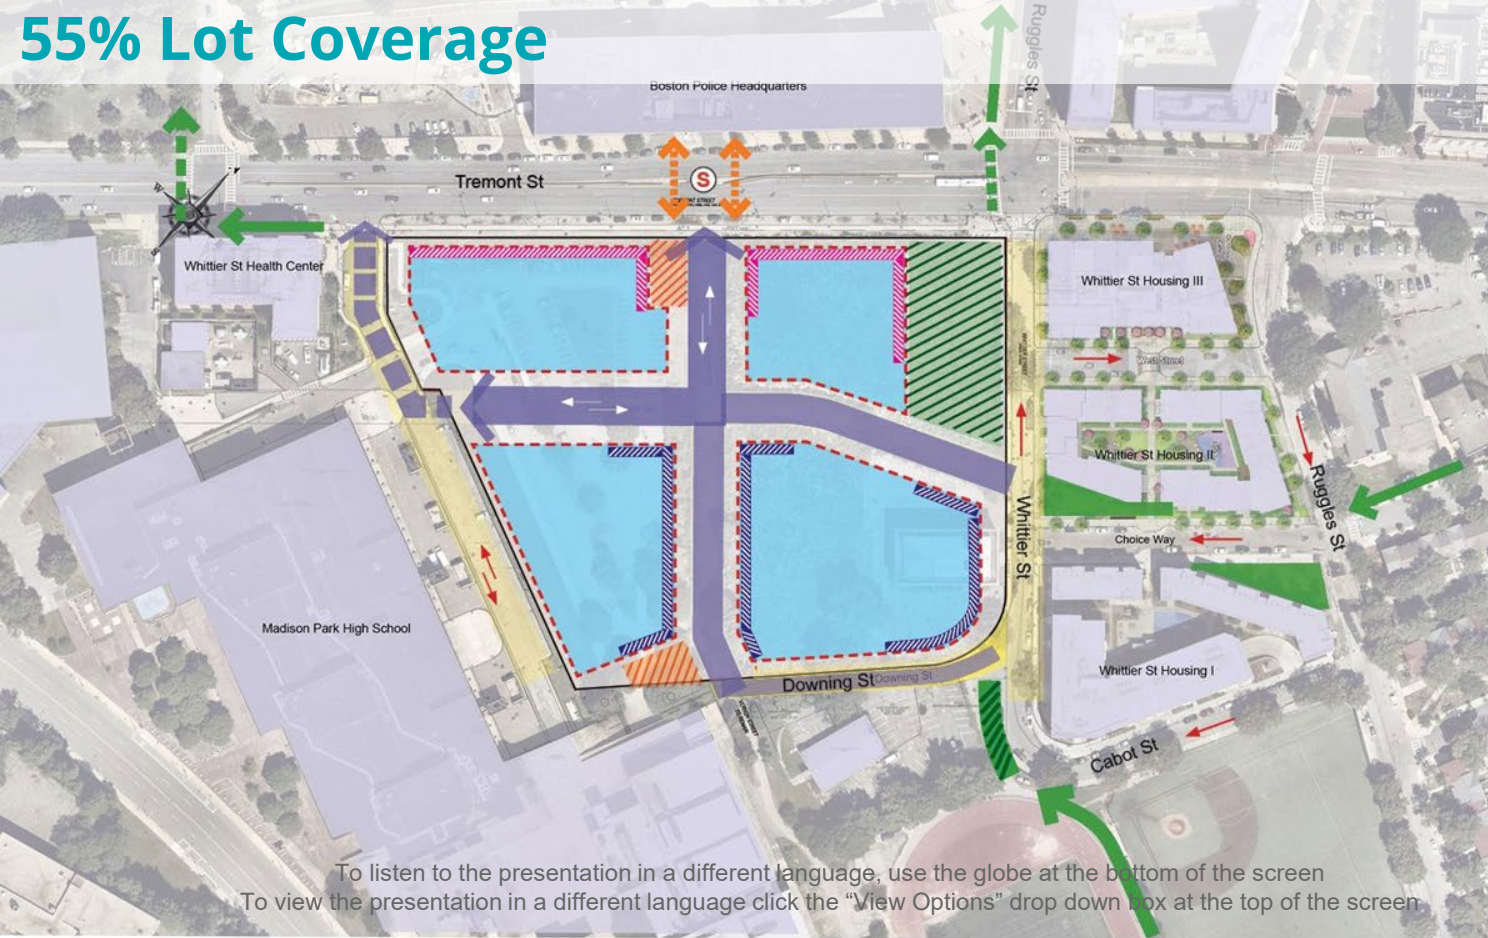 55% Lot Coverage
Ruggles St
Boston Police Headquarters
Tremont St
S
Whittier St Health Center
Whittier St Housing III
West Street
Whittier St Housing II
Ruggles St
Whittier St
Choice Way
Madison Park High School
Whittier St Housing I
Downing St
Downing St
Cabot St
To listen to the presentation in a different language, use the globe at the bottom of the screen
To view the presentation in a different language click the “View Options” drop down box at the top of the screen